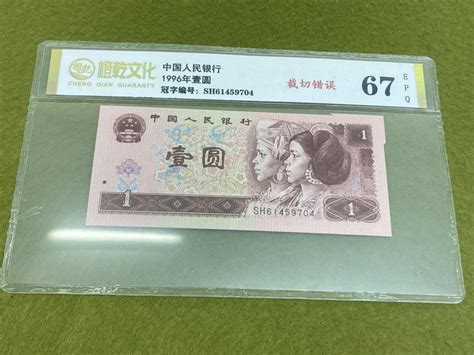 橙乾文化
CHENG QIAN GUARANTY
中国人民银行
1996年壹圆
冠字编号: SH61459704
裁切错误
67
EPQ
中国人民银行
1
壹圆
SH61459704
1
1